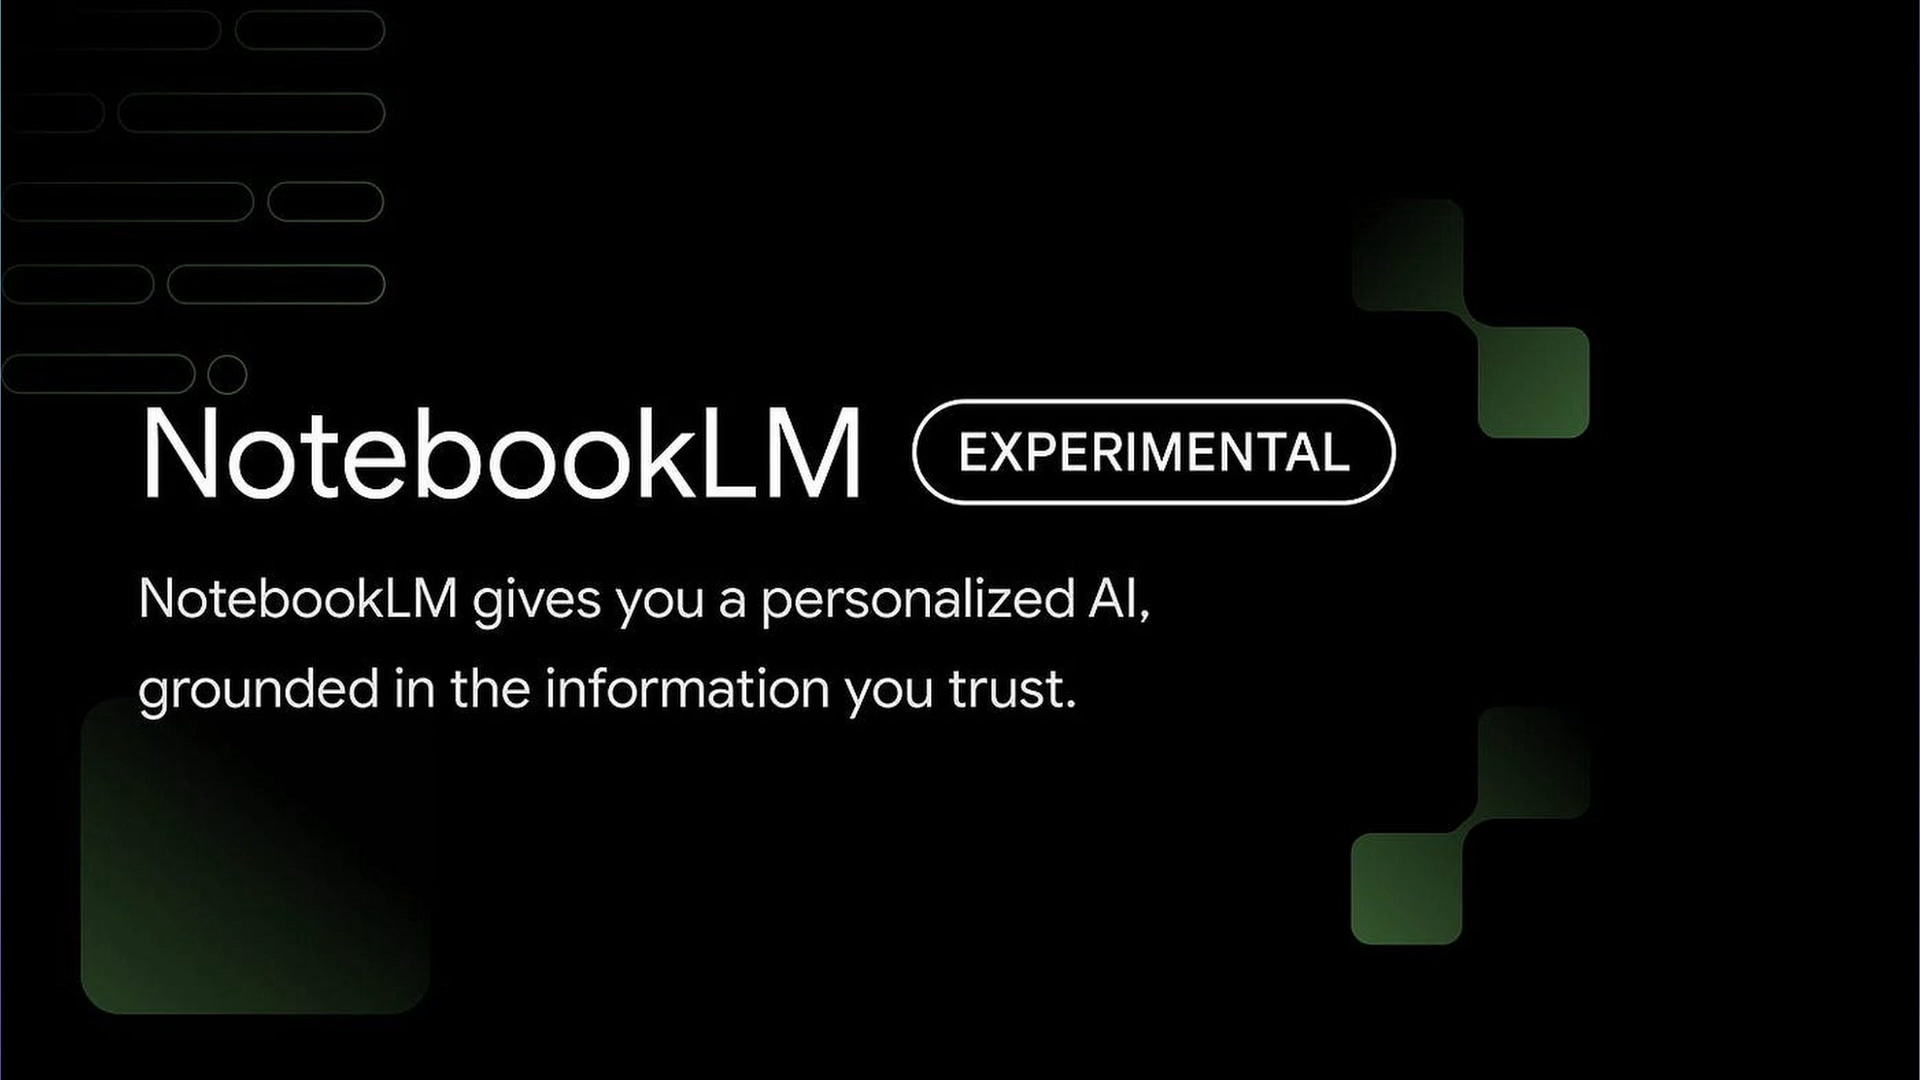 NotebookLM EXPERIMENTAL
NotebookLM gives you a personalized AI,
grounded in the information you trust.